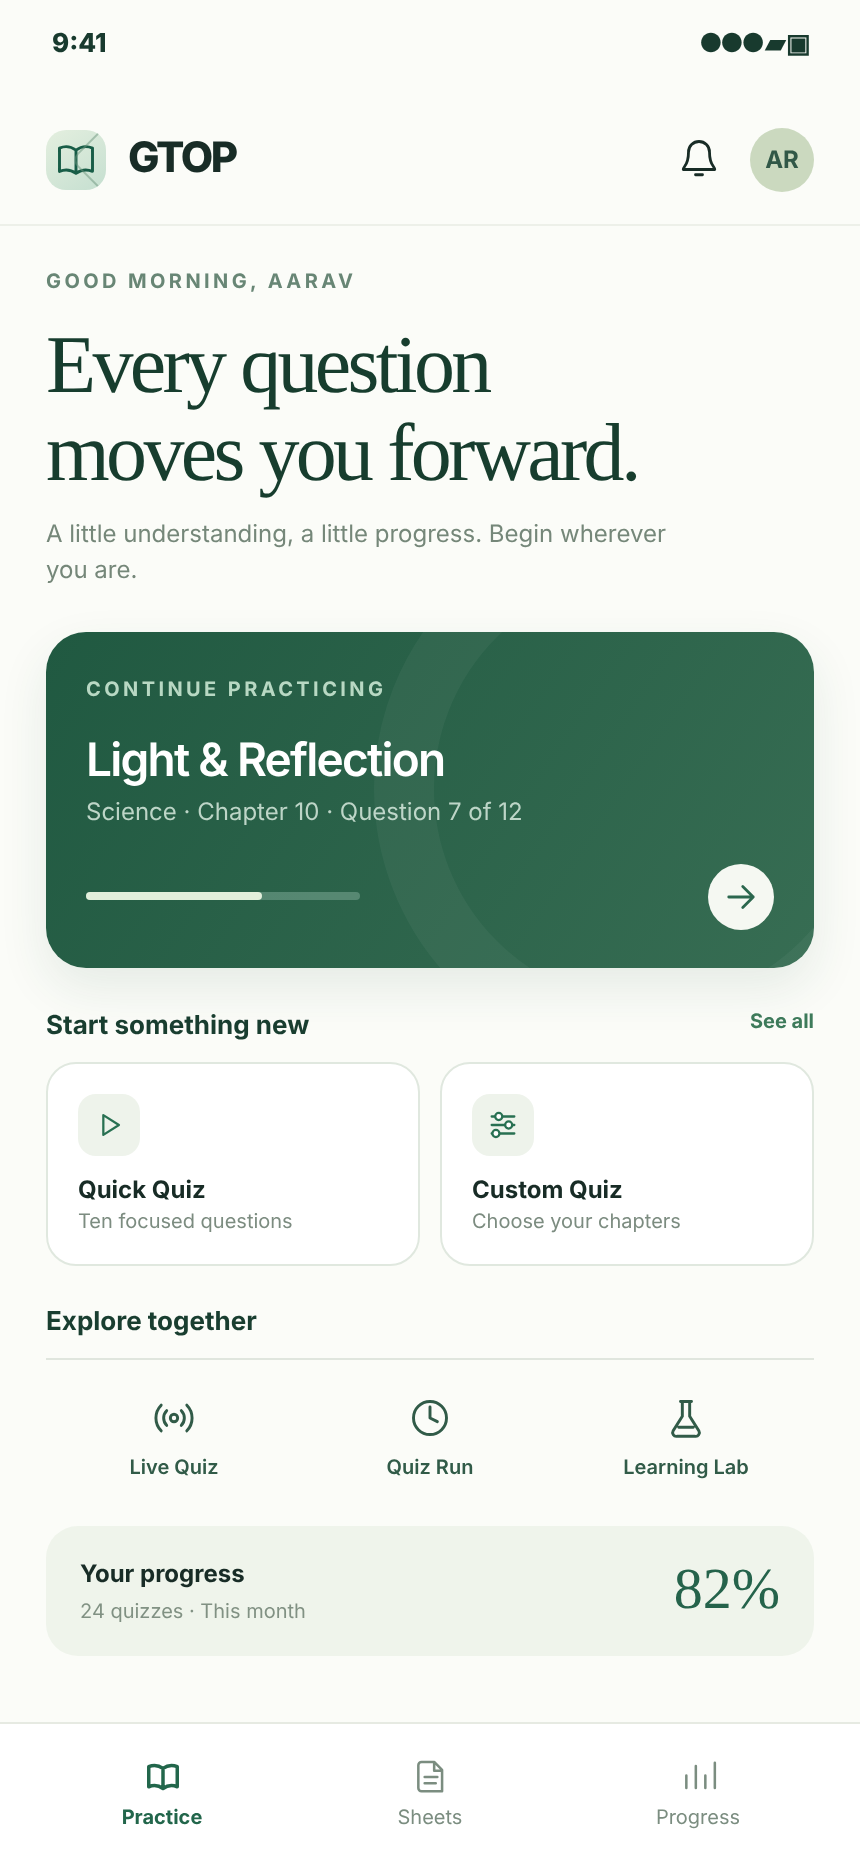 9:41
GTOP
AR
GOOD MORNING, AARAV
Every question
moves you forward.
A little understanding, a little progress. Begin wherever
you are.
CONTINUE PRACTICING
Light & Reflection
Science · Chapter 10 · Question 7 of 12
Start something new
See all
Quick Quiz
Ten focused questions
Custom Quiz
Choose your chapters
Explore together
Live Quiz
Quiz Run
Learning Lab
Your progress
24 quizzes · This month
82%
Practice
Sheets
Progress